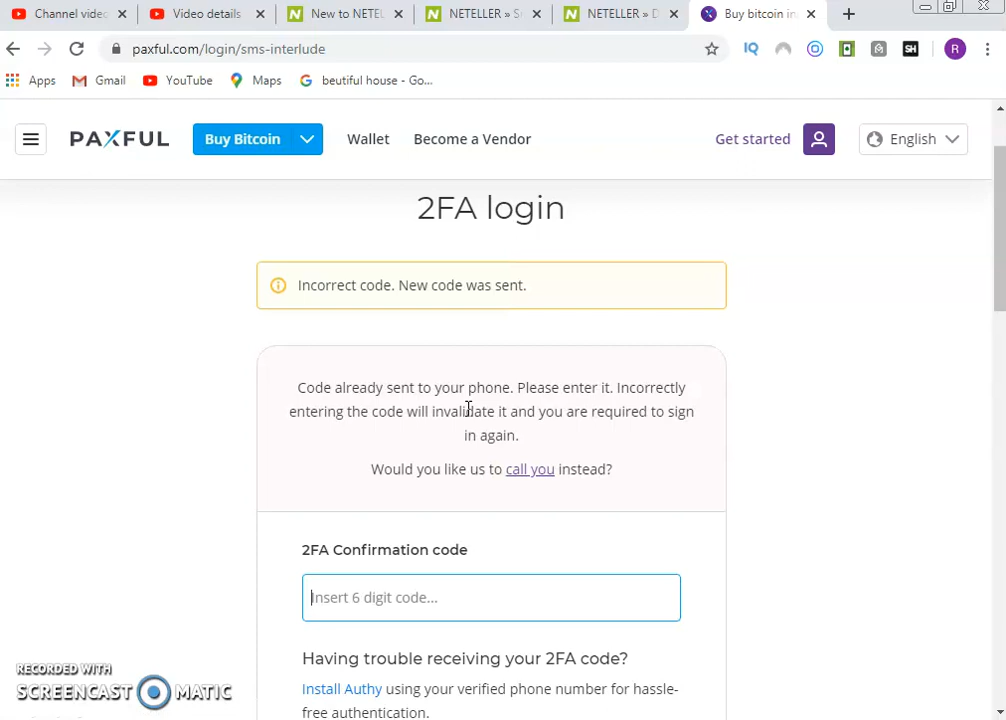 Channel video
Video details
New to NETEL
NETELLER » S
NETELLER » D
Buy bitcoin in
paxful.com/login/sms-interlude
IQ
SH
R
Apps
Gmail
YouTube
Maps
beutiful house - Go...
PAXFUL
Buy Bitcoin
Wallet
Become a Vendor
Get started
English
2FA login
Incorrect code. New code was sent.
Code already sent to your phone. Please enter it. Incorrectly
entering the code will invalidate it and you are required to sign
in again.
Would you like us to call you instead?
2FA Confirmation code
Insert 6 digit code...
Having trouble receiving your 2FA code?
Install Authy using your verified phone number for hassle-
free authentication.
RECORDED WITH
SCREENCAST MATIC